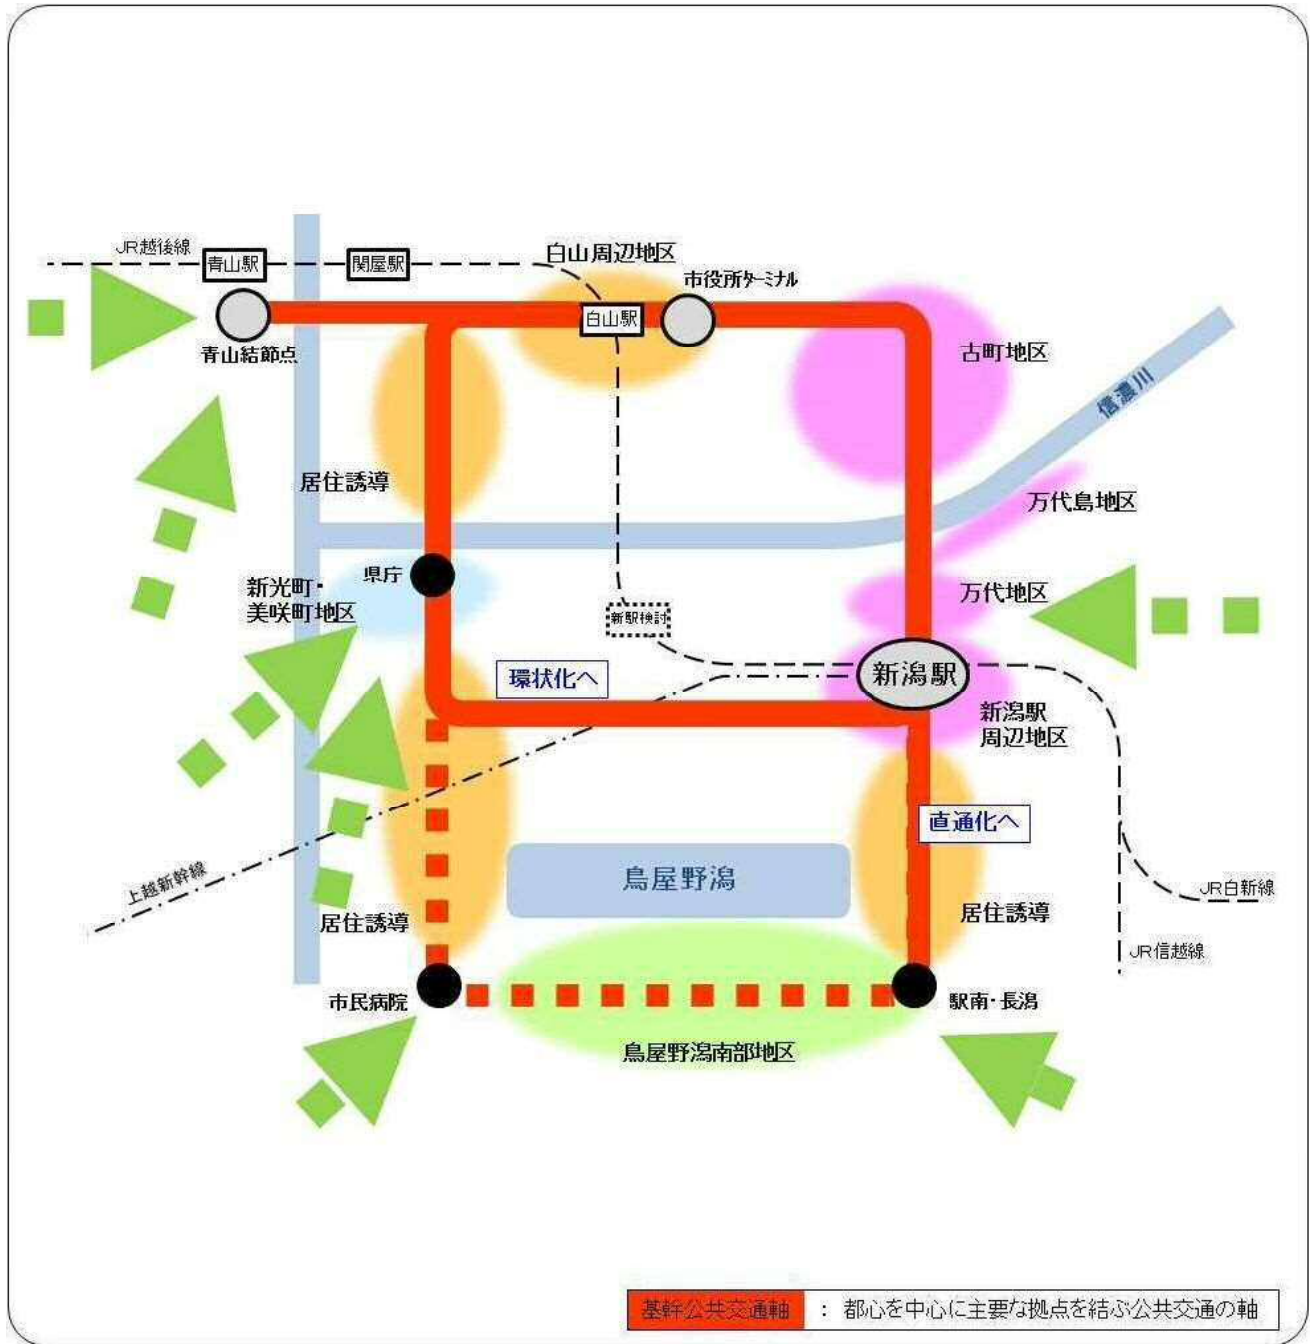 JR越後線
青山駅
関屋駅
白山周辺地区
市役所ターミナル
白山駅
青山結節点
古町地区
信濃川
居住誘導
万代島地区
県庁
新光町・
美咲町地区
万代地区
新駅検討
環状化へ
新潟駅
新潟駅
周辺地区
直通化へ
鳥屋野潟
上越新幹線
JR白新線
居住誘導
居住誘導
JR信越線
市民病院
駅南・長潟
鳥屋野潟南部地区
基幹公共交通軸 : 都心を中心に主要な拠点を結ぶ公共交通の軸